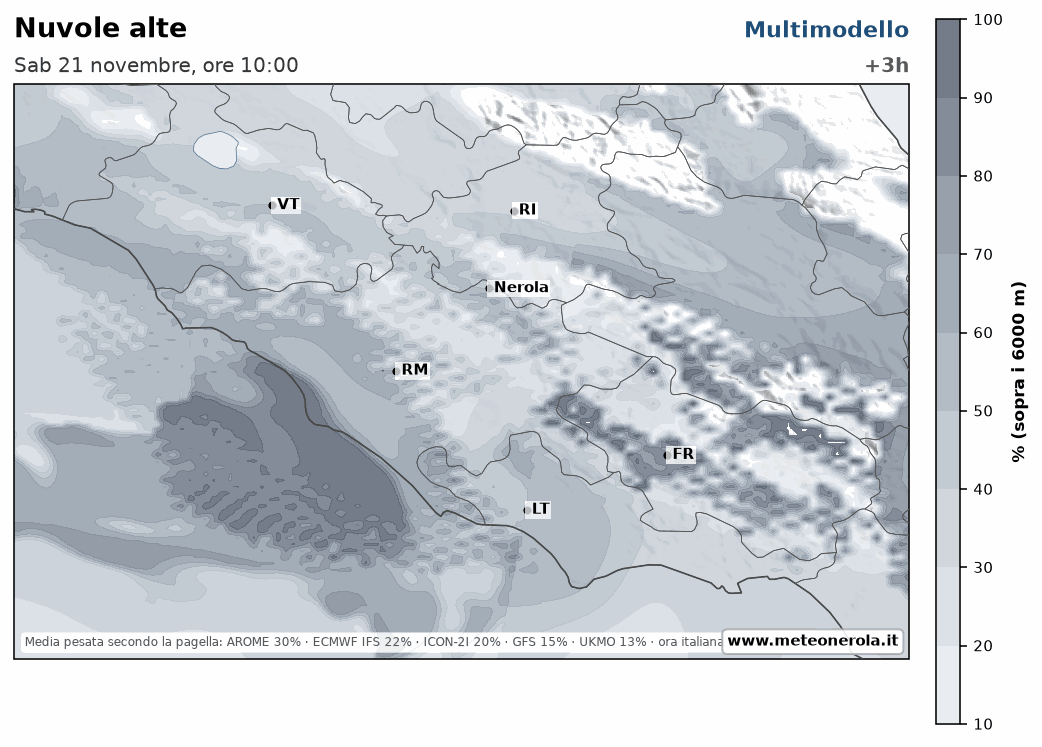 Nuvole alte
Multimodello
Sab 21 novembre, ore 10:00
+3h
VT
RI
Nerola
RM
FR
LT
Media pesata secondo la pagella: AROME 30% · ECMWF IFS 22% · ICON-2I 20% · GFS 15% · UKMO 13% · ora italiana
www.meteonerola.it
100
90
80
70
60
50
40
30
20
10
% (sopra i 6000 m)